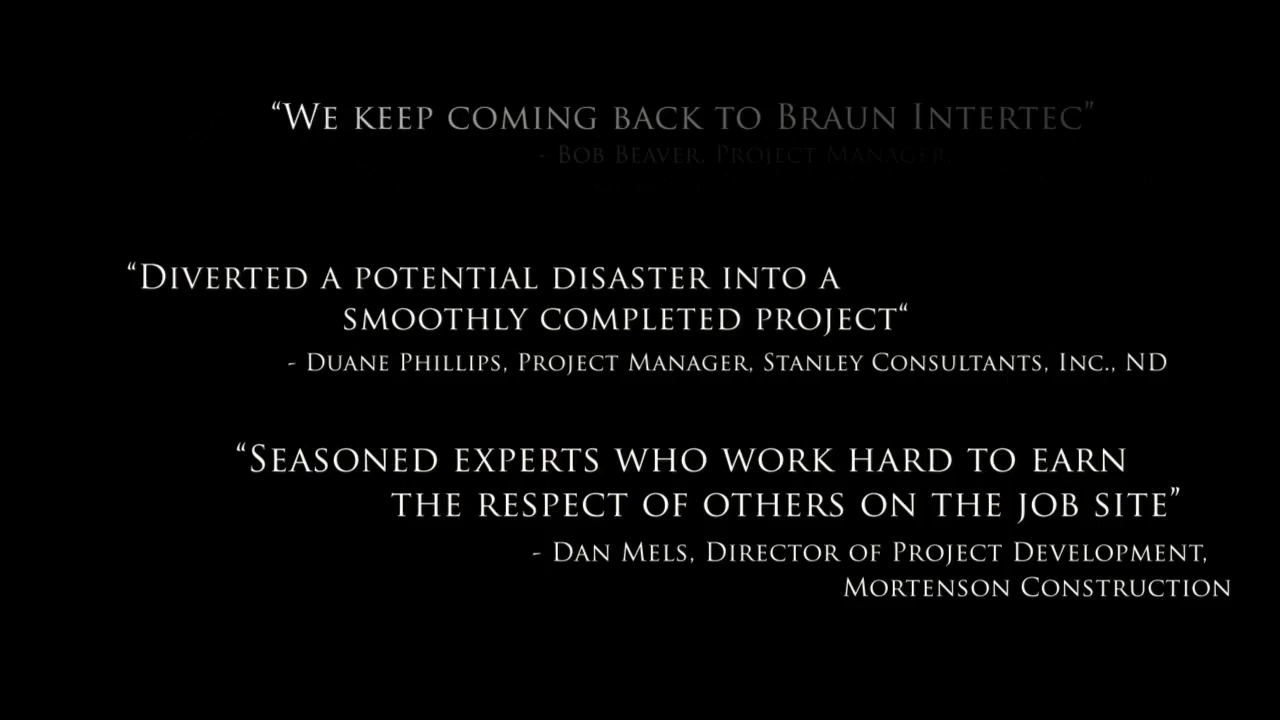 “We keep coming back to Braun Intertec”
- Bob Beaver, Project Manager,
“Diverted a potential disaster into a
smoothly completed project“
- Duane Phillips, Project Manager, Stanley Consultants, Inc., ND
“Seasoned experts who work hard to earn
the respect of others on the job site”
- Dan Mels, Director of Project Development,
Mortenson Construction